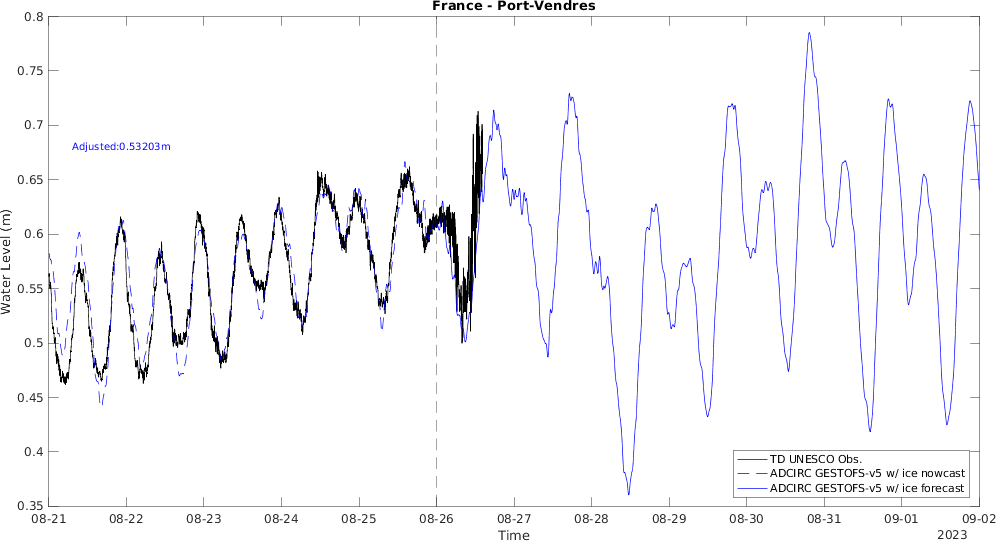 France - Port-Vendres
0.8
0.75
0.7
0.65
0.6
0.55
0.5
0.45
0.4
0.35
Water Level (m)
Adjusted:0.53203m
TD UNESCO Obs.
ADCIRC GESTOFS-v5 w/ ice nowcast
ADCIRC GESTOFS-v5 w/ ice forecast
08-21 08-22 08-23 08-24 08-25 08-26 08-27 08-28 08-29 08-30 08-31 09-01 09-02
Time
2023